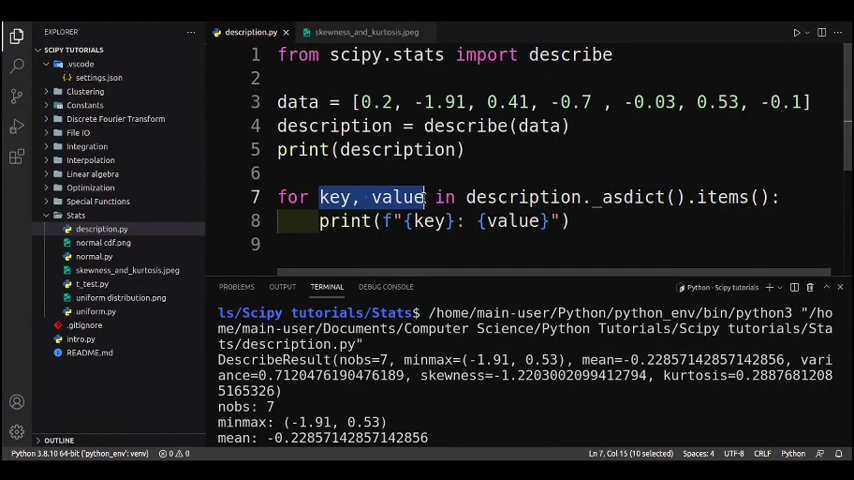 EXPLORER
SCIPY TUTORIALS
.vscode
settings.json
Clustering
Constants
Discrete Fourier Transform
File IO
Integration
Interpolation
Linear algebra
Optimization
Special Functions
Stats
description.py
normal cdf.png
normal.py
skewness_and_kurtosis.jpeg
t_test.py
uniform distribution.png
uniform.py
.gitignore
intro.py
README.md
OUTLINE
description.py
skewness_and_kurtosis.jpeg
1 from scipy.stats import describe
2
3 data = [0.2, -1.91, 0.41, -0.7 , -0.03, 0.53, -0.1]
4 description = describe(data)
5 print(description)
6
7 for key, value in description._asdict().items():
8 print(f"{key}: {value}")
9
PROBLEMS OUTPUT TERMINAL DEBUG CONSOLE
Python - Scipy tutorials
ls/Scipy tutorials/Stats$ /home/main-user/Python/python_env/bin/python3 "/ho
me/main-user/Documents/Computer Science/Python Tutorials/Scipy tutorials/Sta
ts/description.py"
DescribeResult(nobs=7, minmax=(-1.91, 0.53), mean=-0.22857142857142856, vari
ance=0.7120476190476189, skewness=-1.2203002099412794, kurtosis=0.2887681208
5165326)
nobs: 7
minmax: (-1.91, 0.53)
mean: -0.22857142857142856
Python 3.8.10 64-bit ('python_env': venv) 0 0 Ln 7, Col 15 (10 selected) Spaces: 4 UTF-8 CRLF Python